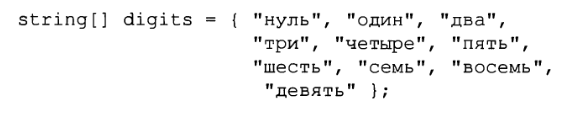 string[] digits = { "нуль", "один", "два",
"три", "четыре", "пять",
"шесть", "семь", "восемь",
"девять" };